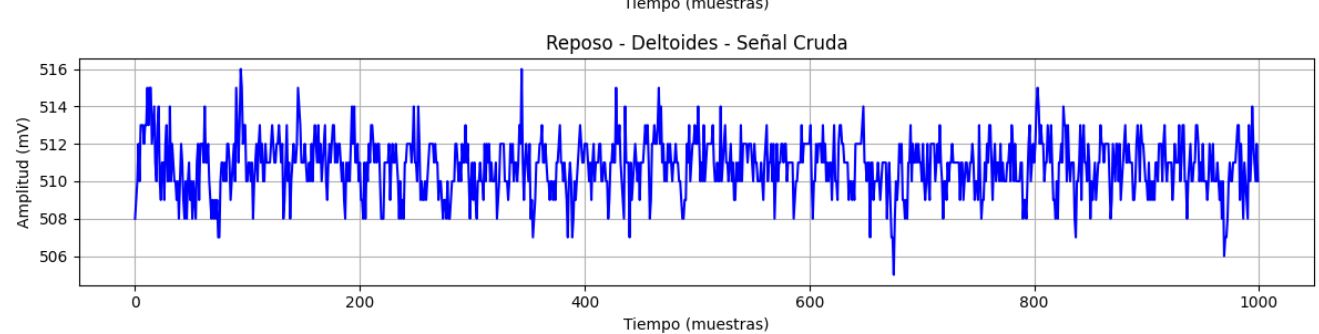 Tiempo (muestras)
Reposo - Deltoides - Señal Cruda
516
514
512
510
508
506
Amplitud (mV)
0 200 400 600 800 1000
Tiempo (muestras)